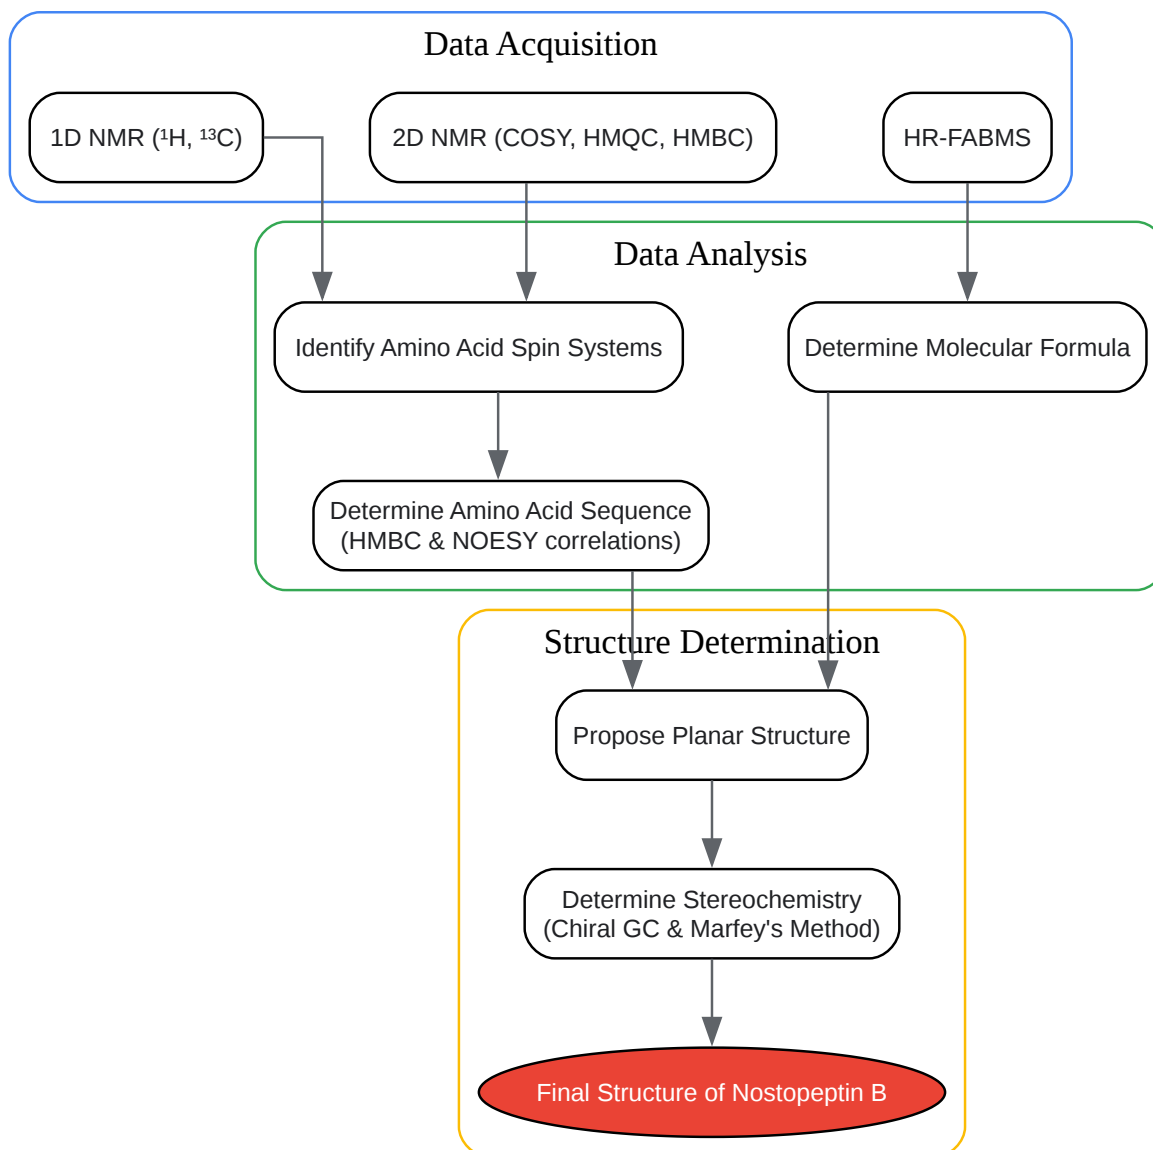 Data Acquisition
1D NMR (¹H, ¹³C)
2D NMR (COSY, HMQC, HMBC)
HR-FABMS
Data Analysis
Identify Amino Acid Spin Systems
Determine Molecular Formula
Determine Amino Acid Sequence
(HMBC & NOESY correlations)
Structure Determination
Propose Planar Structure
Determine Stereochemistry
(Chiral GC & Marfey's Method)
Final Structure of Nostopeptin B